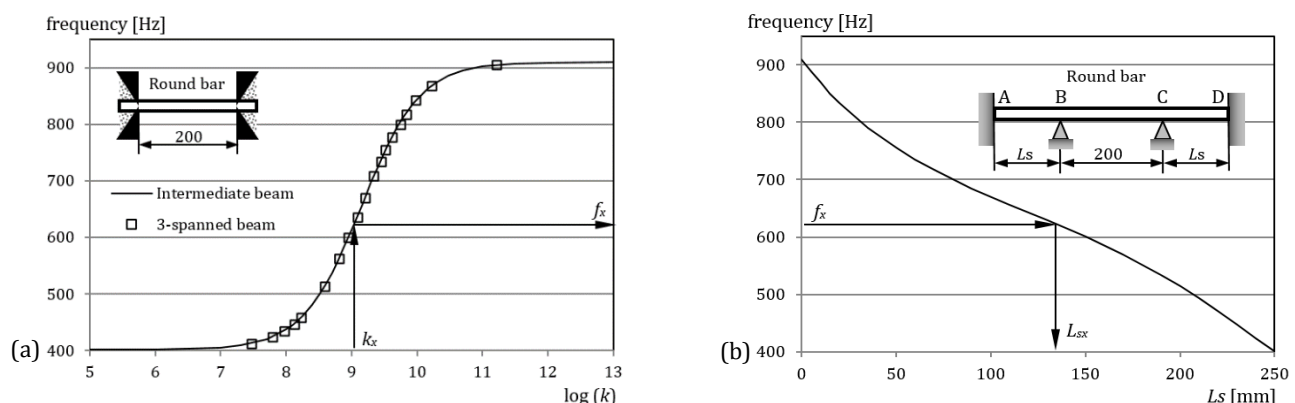 frequency [Hz]
900
800
700
600
500
400
Round bar
200
Intermediate beam
3-spanned beam
fx
kx
(a)
5 6 7 8 9 10 11 12 13
log (k)
frequency [Hz]
900
800
700
600
500
400
Round bar
A B C D
Ls 200 Ls
fx
Lsx
(b)
0 50 100 150 200 250
Ls [mm]